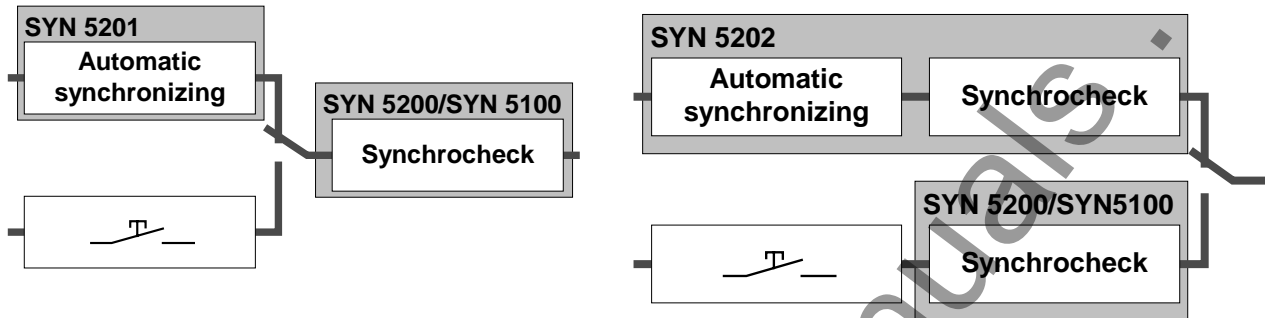 SYN 5201
Automatic
synchronizing
SYN 5200/SYN 5100
Synchrocheck
SYN 5202
Automatic
synchronizing
Synchrocheck
SYN 5200/SYN5100
Synchrocheck